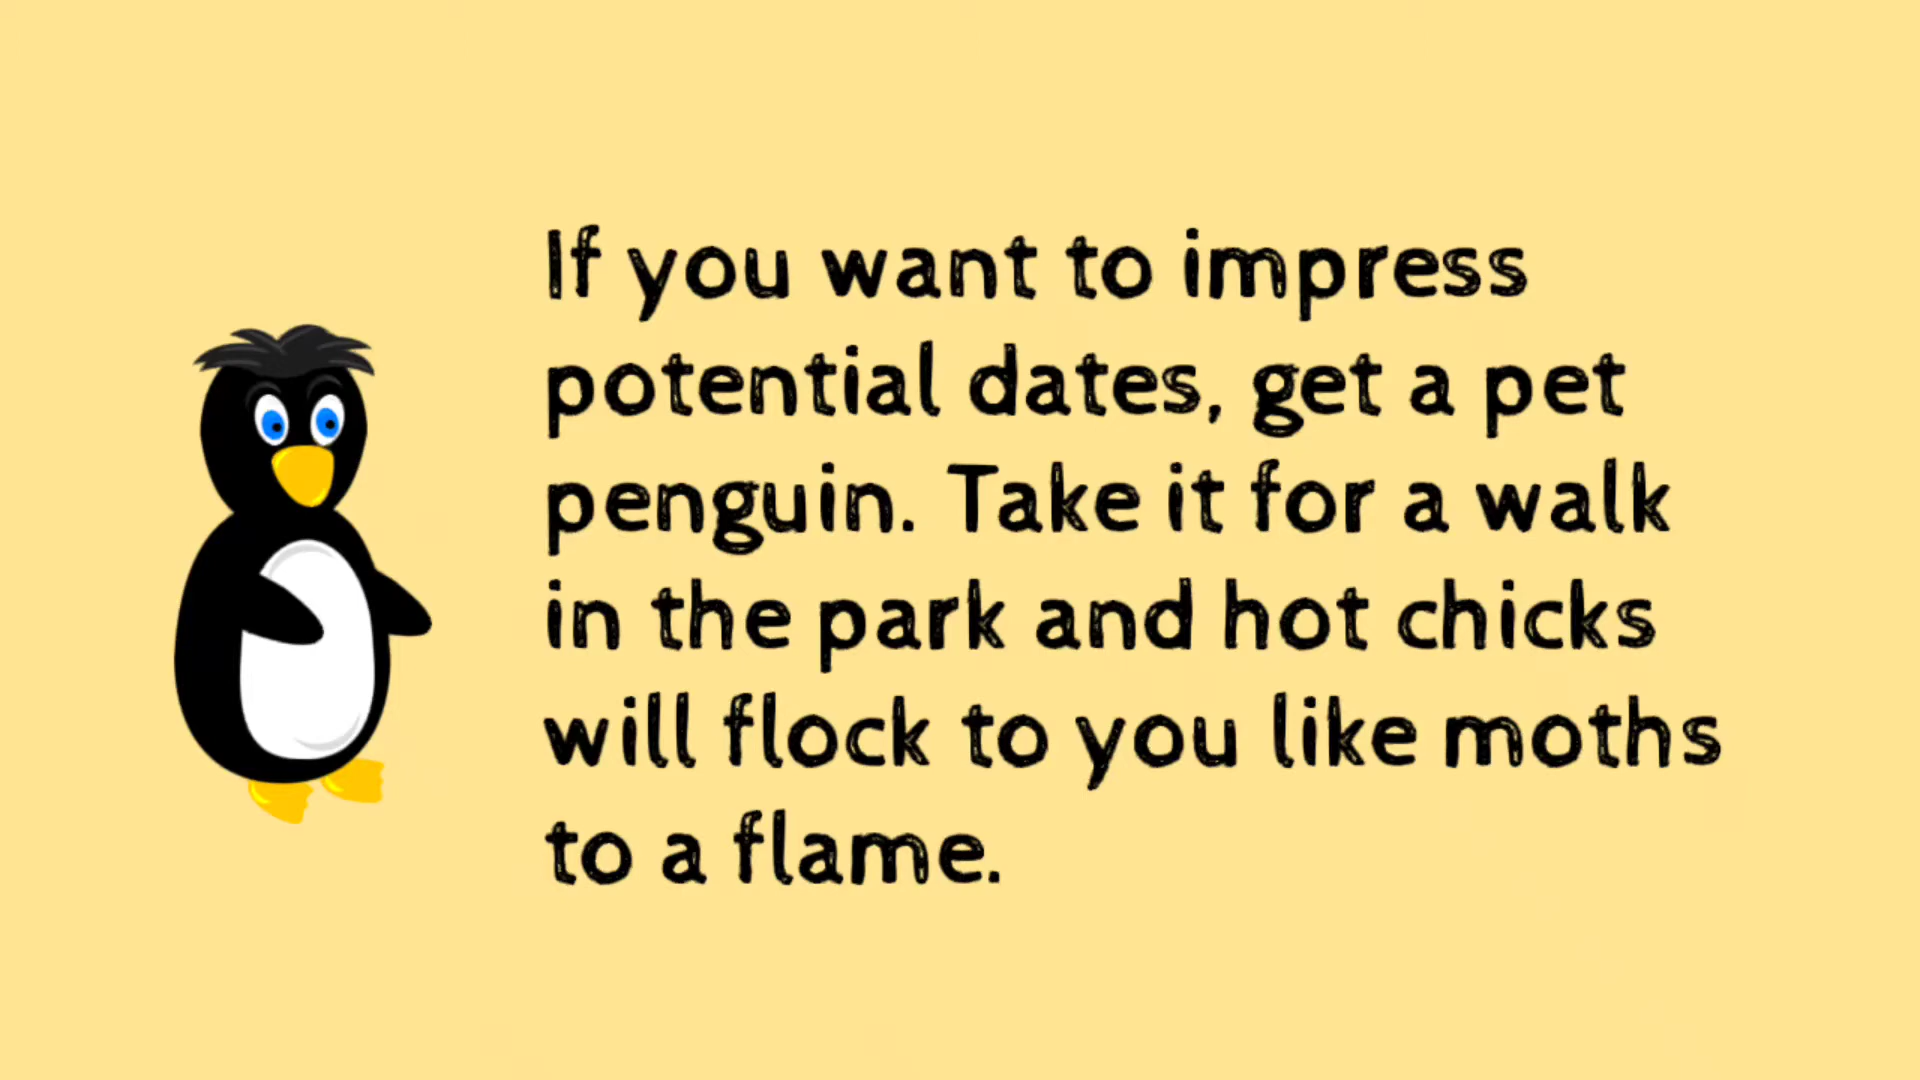 If you want to impress
potential dates, get a pet
penguin. Take it for a walk
in the park and hot chicks
will flock to you like moths
to a flame.